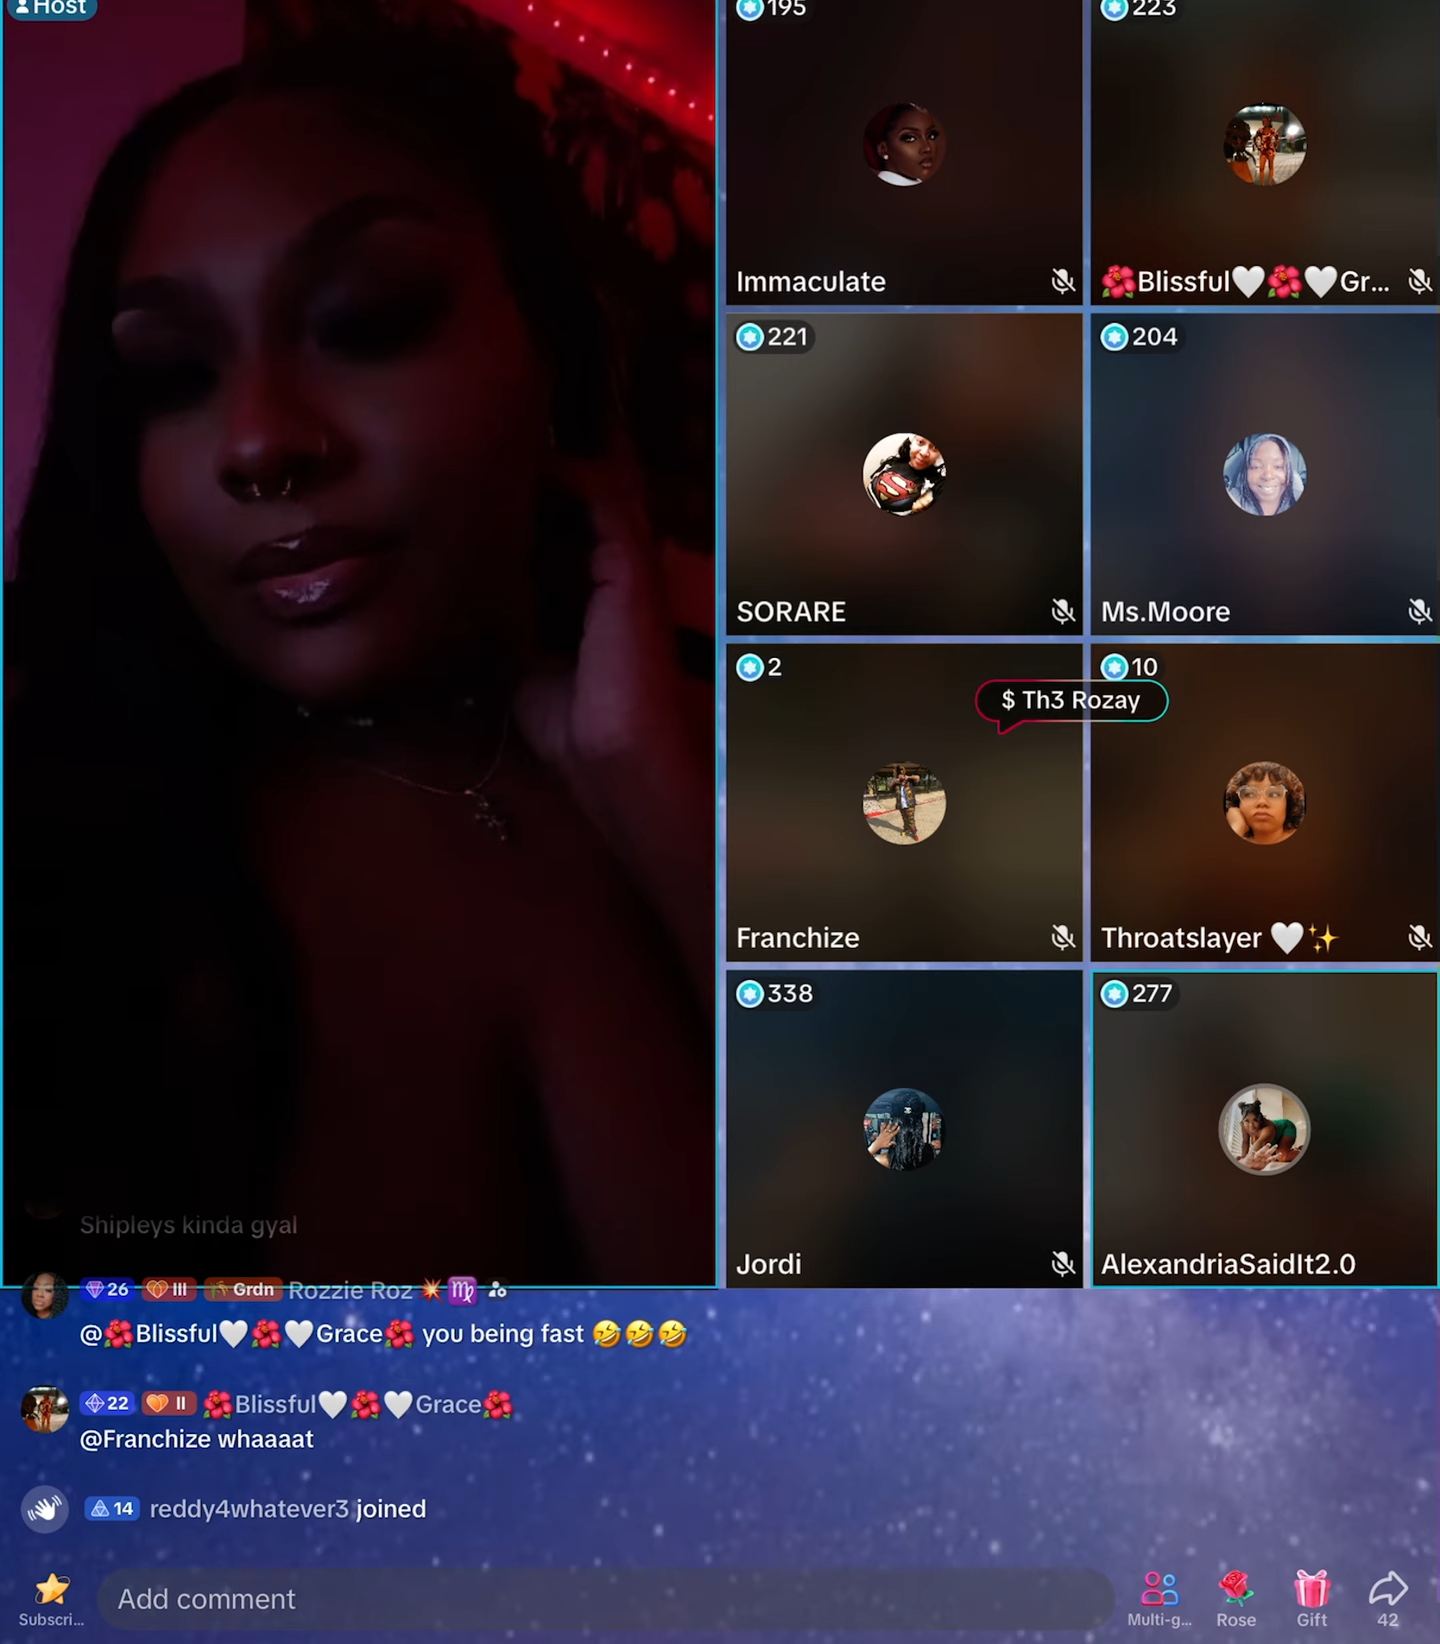 Host
195
223
Immaculate
🌺Blissful🤍🌺🤍Gr...
221
204
SORARE
Ms.Moore
2
10
$ Th3 Rozay
Franchize
Throatslayer 🤍✨
338
277
Jordi
AlexandriaSaidIt2.0
Shipleys kinda gyal
26 III Grdn Rozzie Roz 💥♍
@🌺Blissful🤍🌺🤍Grace🌺 you being fast 🤣🤣🤣
22 II 🌺Blissful🤍🌺🤍Grace🌺
@Franchize whaaaat
14 reddy4whatever3 joined
Add comment
Subscri... Multi-g... Rose Gift 42